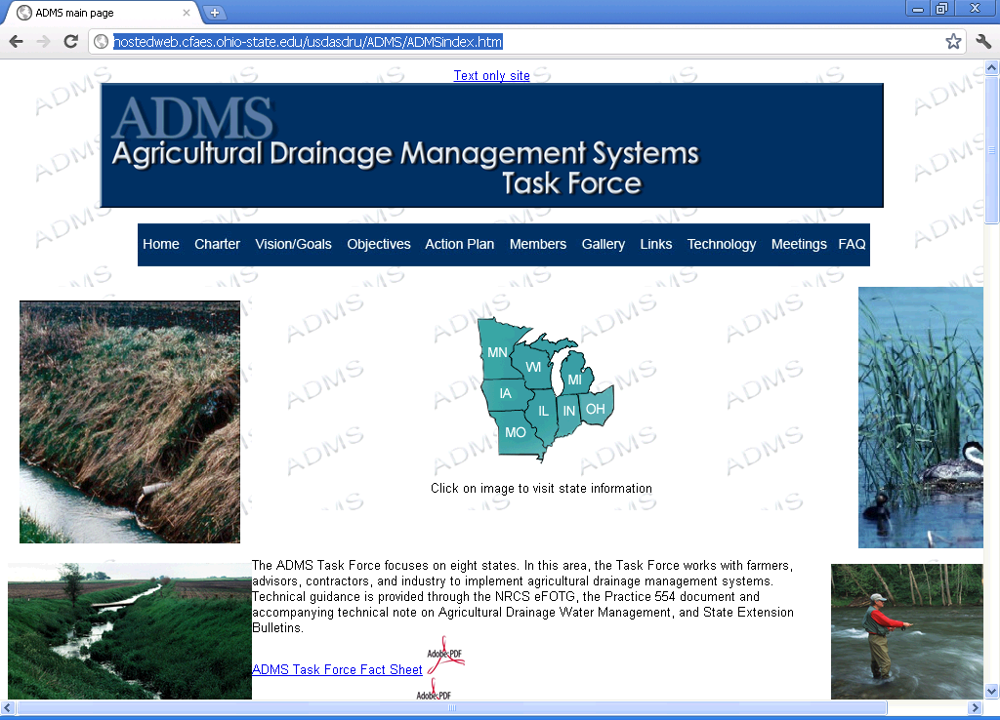 ADMS main page
hostedweb.cfaes.ohio-state.edu/usdasdru/ADMS/ADMSindex.htm
Text only site
ADMS
Agricultural Drainage Management Systems
Task Force
Home Charter Vision/Goals Objectives Action Plan Members Gallery Links Technology Meetings FAQ
MN
WI
MI
IA
IL IN OH
MO
Click on image to visit state information
The ADMS Task Force focuses on eight states. In this area, the Task Force works with farmers,
advisors, contractors, and industry to implement agricultural drainage management systems.
Technical guidance is provided through the NRCS eFOTG, the Practice 554 document and
accompanying technical note on Agricultural Drainage Water Management, and State Extension
Bulletins.
Adobe PDF
ADMS Task Force Fact Sheet
Adobe PDF